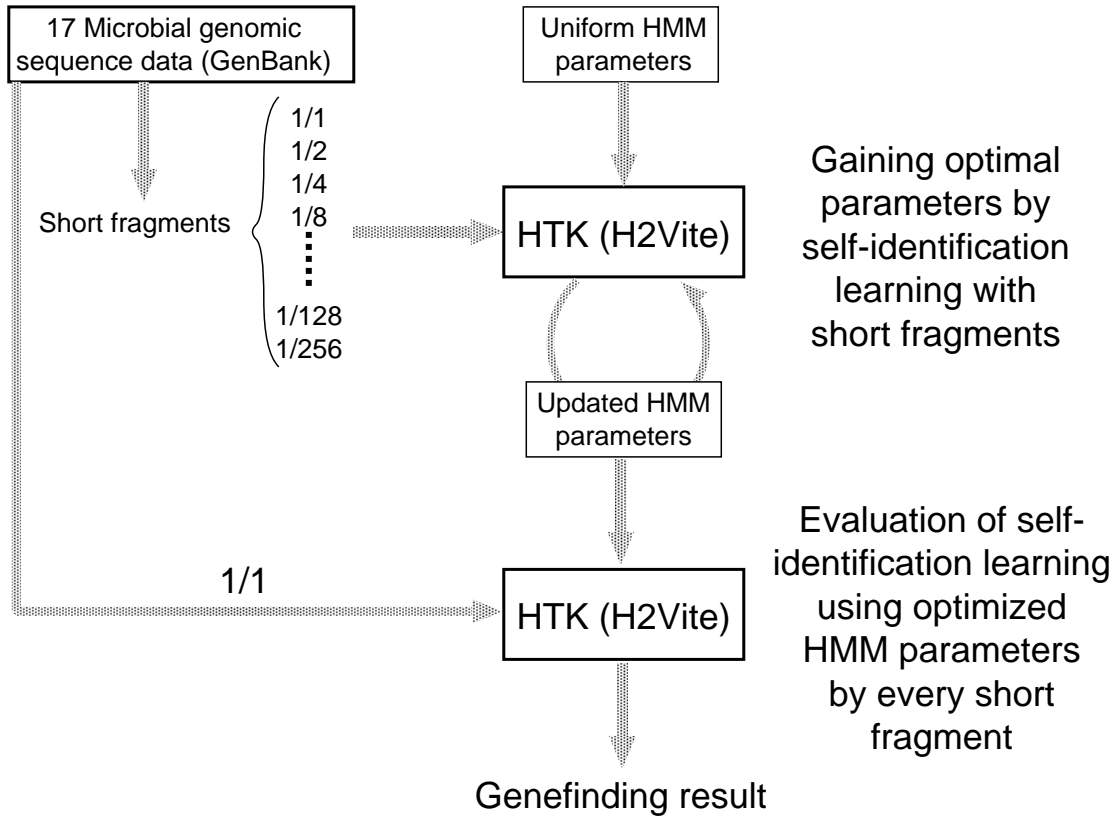 17 Microbial genomic
sequence data (GenBank)
Uniform HMM
parameters
1/1
1/2
1/4
1/8
1/128
1/256
Short fragments
HTK (H2Vite)
Gaining optimal
parameters by
self-identification
learning with
short fragments
Updated HMM
parameters
1/1
HTK (H2Vite)
Evaluation of self-
identification learning
using optimized
HMM parameters
by every short
fragment
Genefinding result